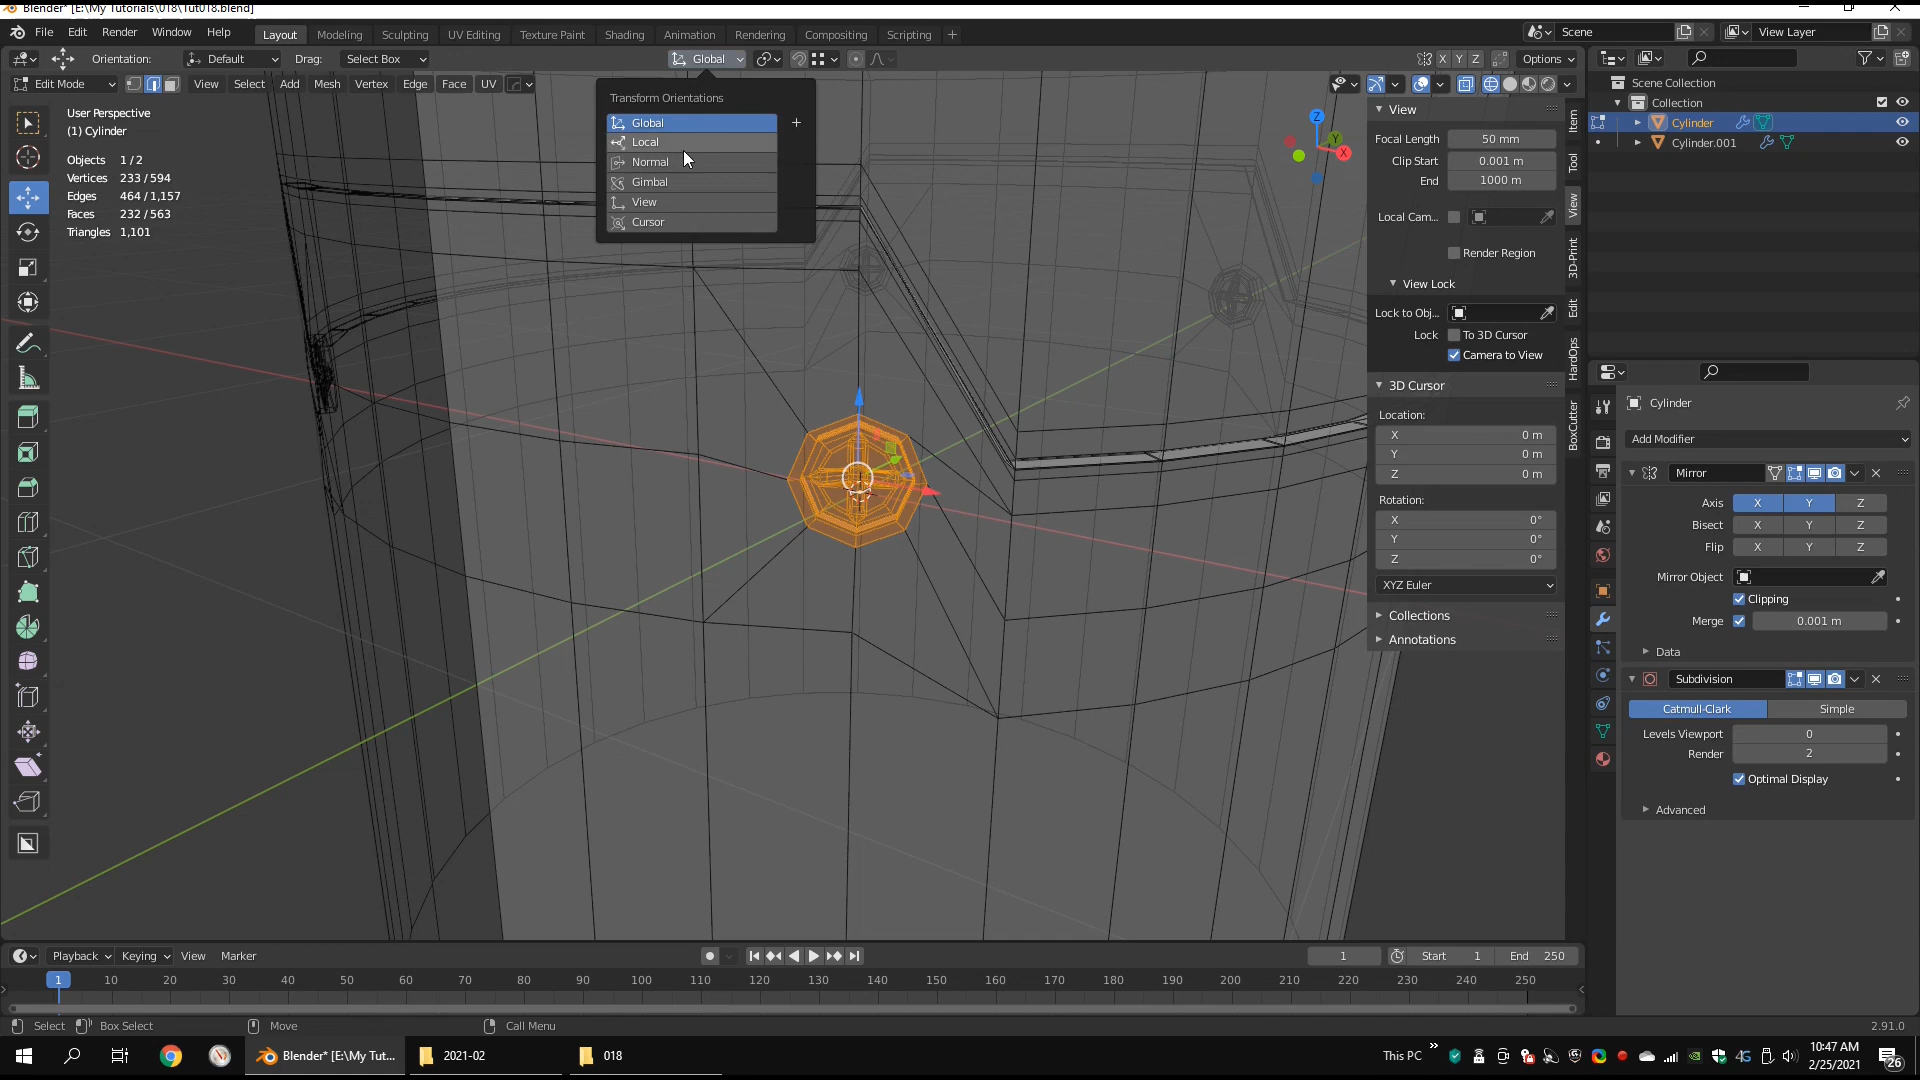 Blender* [E:\My Tutorials\018\Tut018.blend]
File Edit Render Window Help
Layout Modeling Sculpting UV Editing Texture Paint Shading Animation Rendering Compositing Scripting +
Scene
View Layer
Orientation: Default Drag: Select Box
Global
X Y Z Options
Edit Mode View Select Add Mesh Vertex Edge Face UV
User Perspective
(1) Cylinder
Objects 1 / 2
Vertices 233 / 594
Edges 464 / 1,157
Faces 232 / 563
Triangles 1,101
Transform Orientations
Global +
Local
Normal
Gimbal
View
Cursor
Z
Y
X
View
Focal Length 50 mm
Clip Start 0.001 m
End 1000 m
Local Cam...
Render Region
View Lock
Lock to Obj...
Lock To 3D Cursor
Camera to View
3D Cursor
Location:
X 0 m
Y 0 m
Z 0 m
Rotation:
X 0°
Y 0°
Z 0°
XYZ Euler
Collections
Annotations
Item
Tool
View
3D-Print
Edit
HardOps
BoxCutter
Scene Collection
Collection
Cylinder
Cylinder.001
Cylinder
Add Modifier
Mirror
Axis X Y Z
Bisect X Y Z
Flip X Y Z
Mirror Object
Clipping
Merge 0.001 m
Data
Subdivision
Catmull-Clark Simple
Levels Viewport 0
Render 2
Optimal Display
Advanced
Playback Keying View Marker
1 Start 1 End 250
1 10 20 30 40 50 60 70 80 90 100 110 120 130 140 150 160 170 180 190 200 210 220 230 240 250
Select Box Select Move Call Menu
2.91.0
Blender* [E:\My Tut...
2021-02
018
This PC
4G
10:47 AM
2/25/2021
26